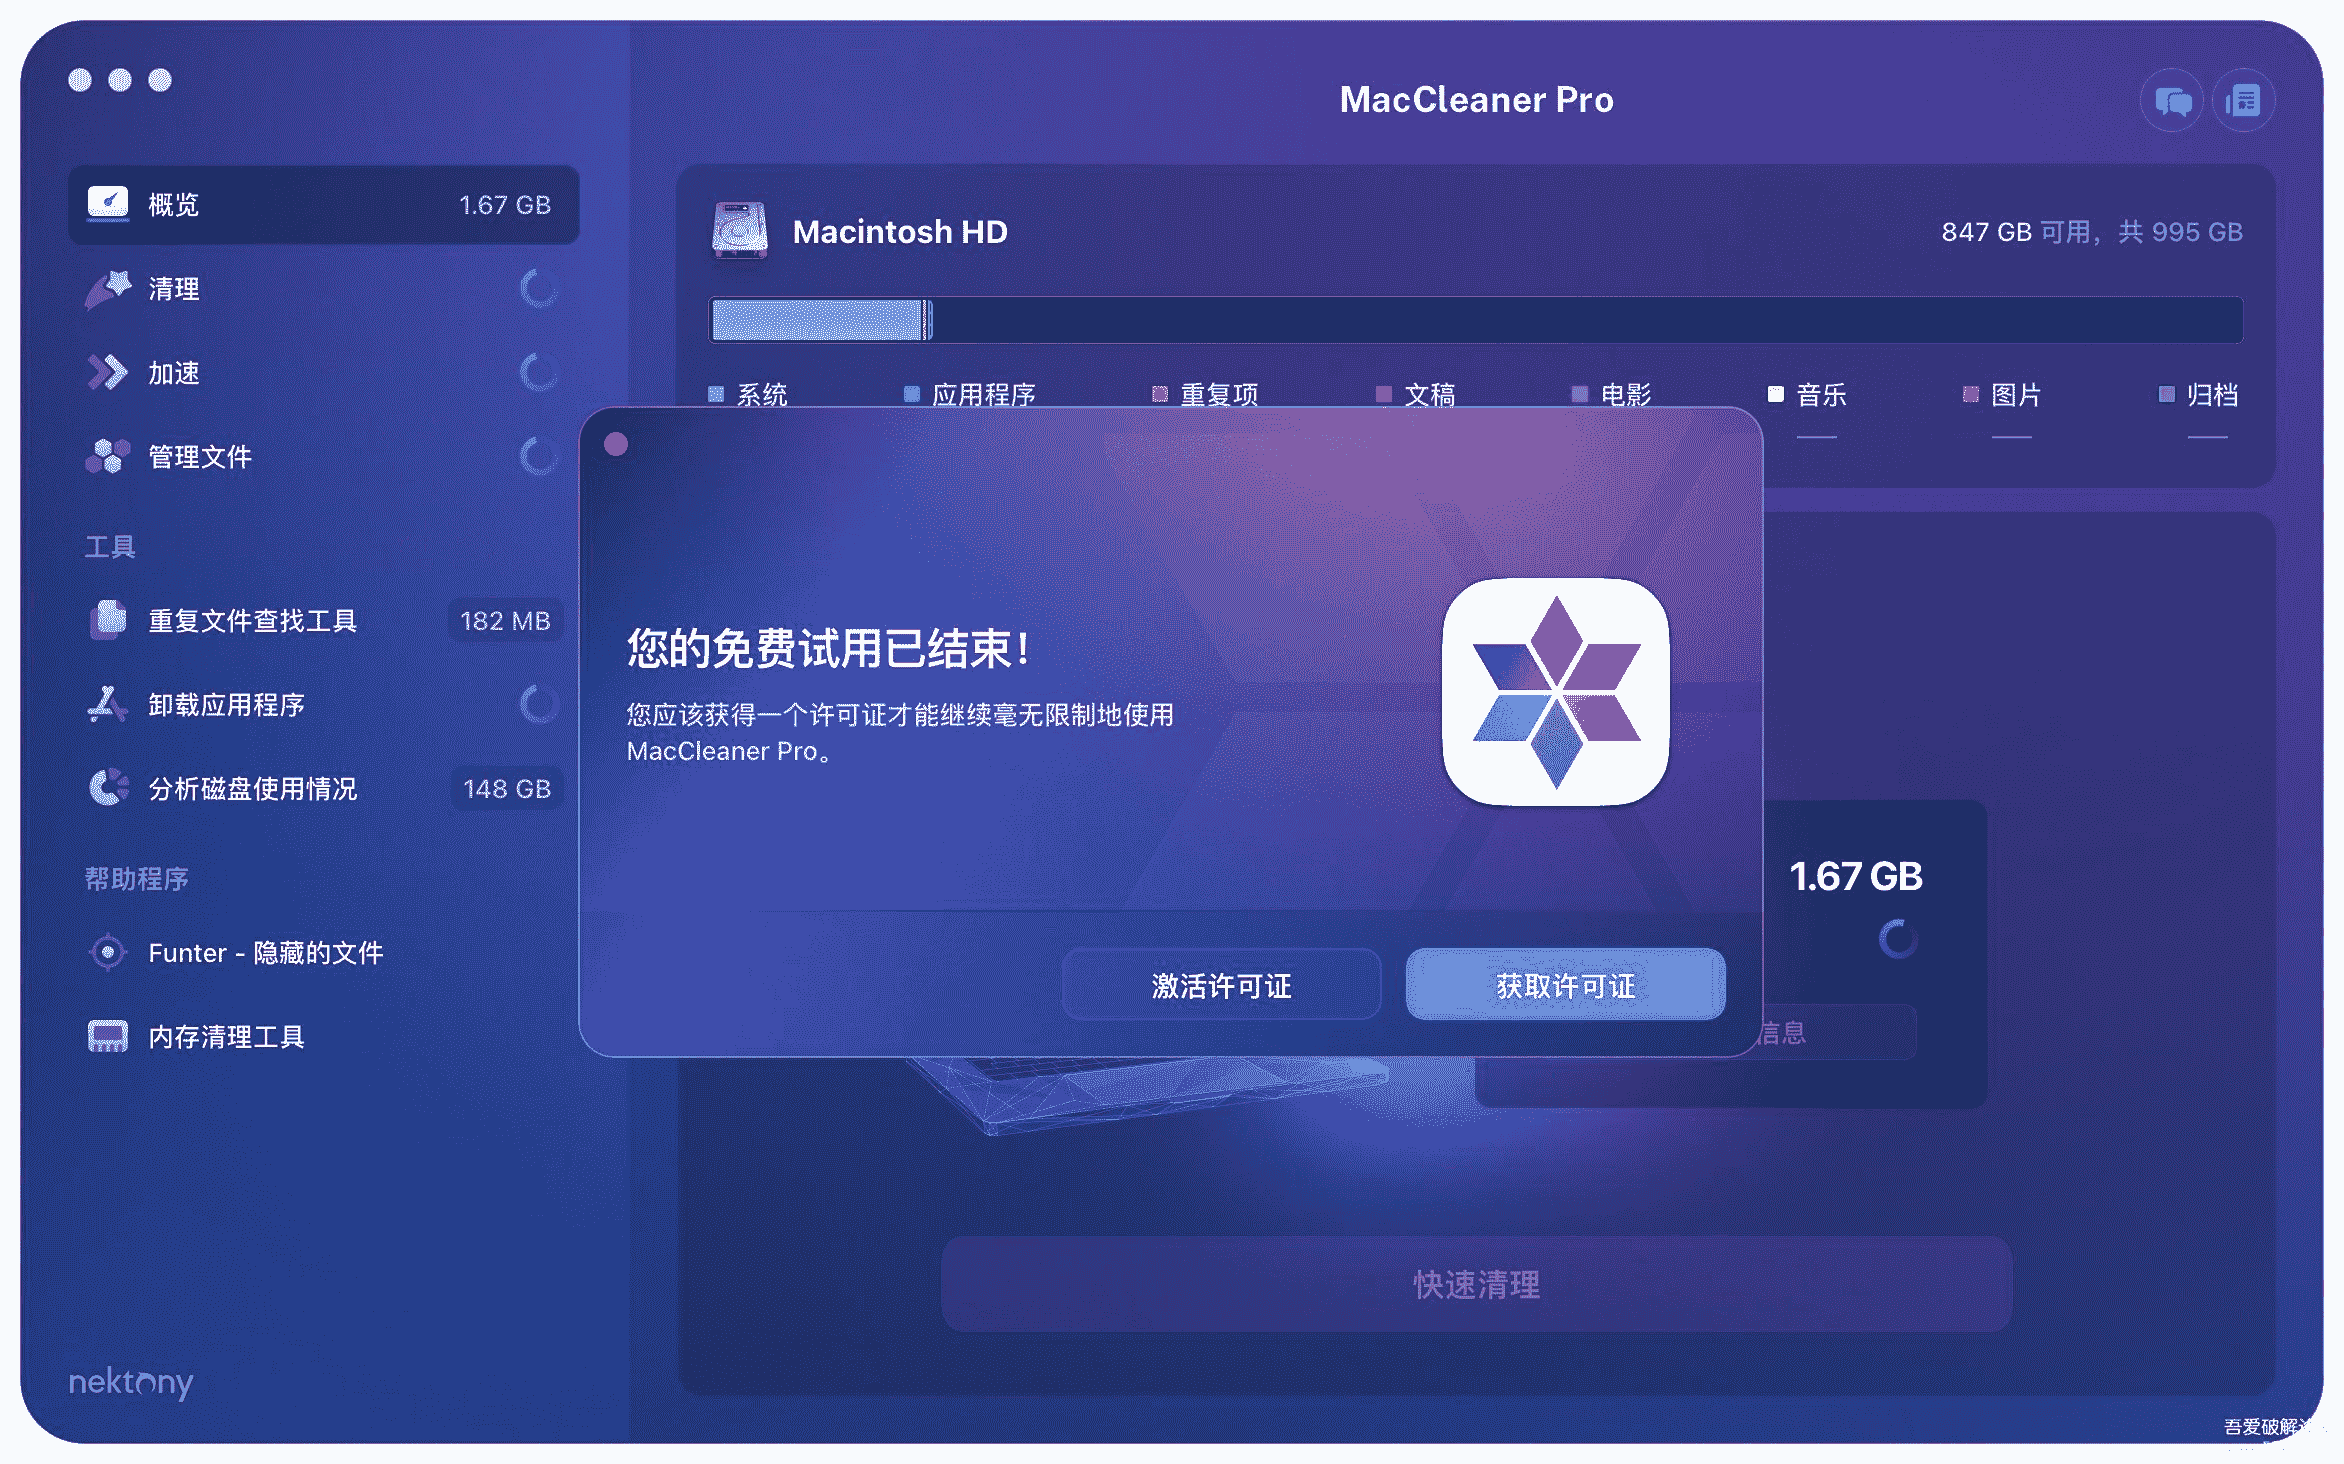 MacCleaner Pro
概览 1.67 GB
清理
加速
管理文件
工具
重复文件查找工具 182 MB
卸载应用程序
分析磁盘使用情况 148 GB
帮助程序
Funter - 隐藏的文件
内存清理工具
nektony
Macintosh HD
847 GB 可用，共 995 GB
系统 应用程序 重复项 文稿 电影 音乐 图片 归档
您的免费试用已结束！
您应该获得一个许可证才能继续毫无限制地使用
MacCleaner Pro。
激活许可证 获取许可证
1.67 GB
信息
快速清理
吾爱破解